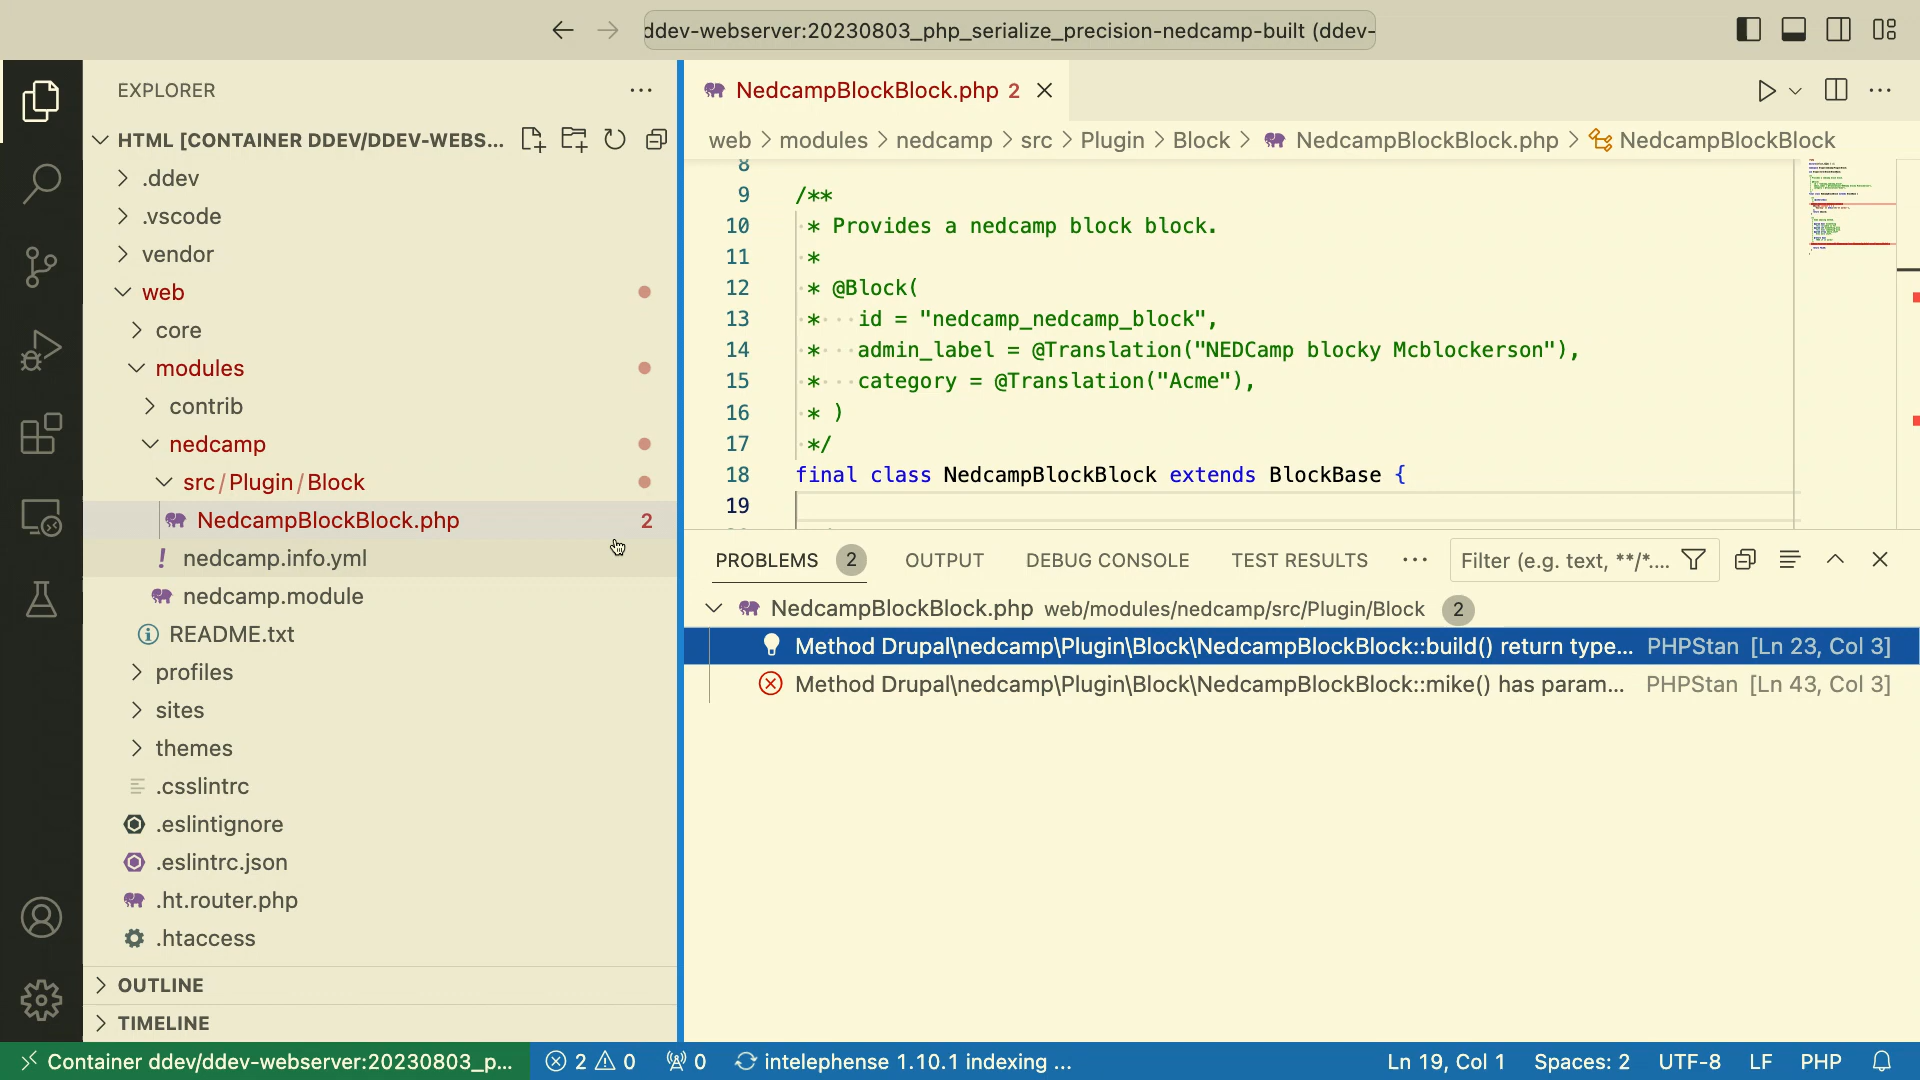 ddev-webserver:20230803_php_serialize_precision-nedcamp-built (ddev-
EXPLORER
HTML [CONTAINER DDEV/DDEV-WEBS...
.ddev
.vscode
vendor
web
core
modules
contrib
nedcamp
src / Plugin / Block
NedcampBlockBlock.php 2
nedcamp.info.yml
nedcamp.module
README.txt
profiles
sites
themes
.csslintrc
.eslintignore
.eslintrc.json
.ht.router.php
.htaccess
OUTLINE
TIMELINE
NedcampBlockBlock.php 2
web > modules > nedcamp > src > Plugin > Block > NedcampBlockBlock.php > NedcampBlockBlock
8
9 /**
10 * Provides a nedcamp block block.
11 *
12 * @Block(
13 * id = "nedcamp_nedcamp_block",
14 * admin_label = @Translation("NEDCamp blocky Mcblockerson"),
15 * category = @Translation("Acme"),
16 * )
17 */
18 final class NedcampBlockBlock extends BlockBase {
19
PROBLEMS 2 OUTPUT DEBUG CONSOLE TEST RESULTS ... Filter (e.g. text, **/*....
NedcampBlockBlock.php web/modules/nedcamp/src/Plugin/Block 2
Method Drupal\nedcamp\Plugin\Block\NedcampBlockBlock::build() return type... PHPStan [Ln 23, Col 3]
Method Drupal\nedcamp\Plugin\Block\NedcampBlockBlock::mike() has param... PHPStan [Ln 43, Col 3]
Container ddev/ddev-webserver:20230803_p... 2 0 0 intelephense 1.10.1 indexing ... Ln 19, Col 1 Spaces: 2 UTF-8 LF PHP